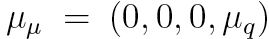 μ_μ = (0, 0, 0, μ_q)